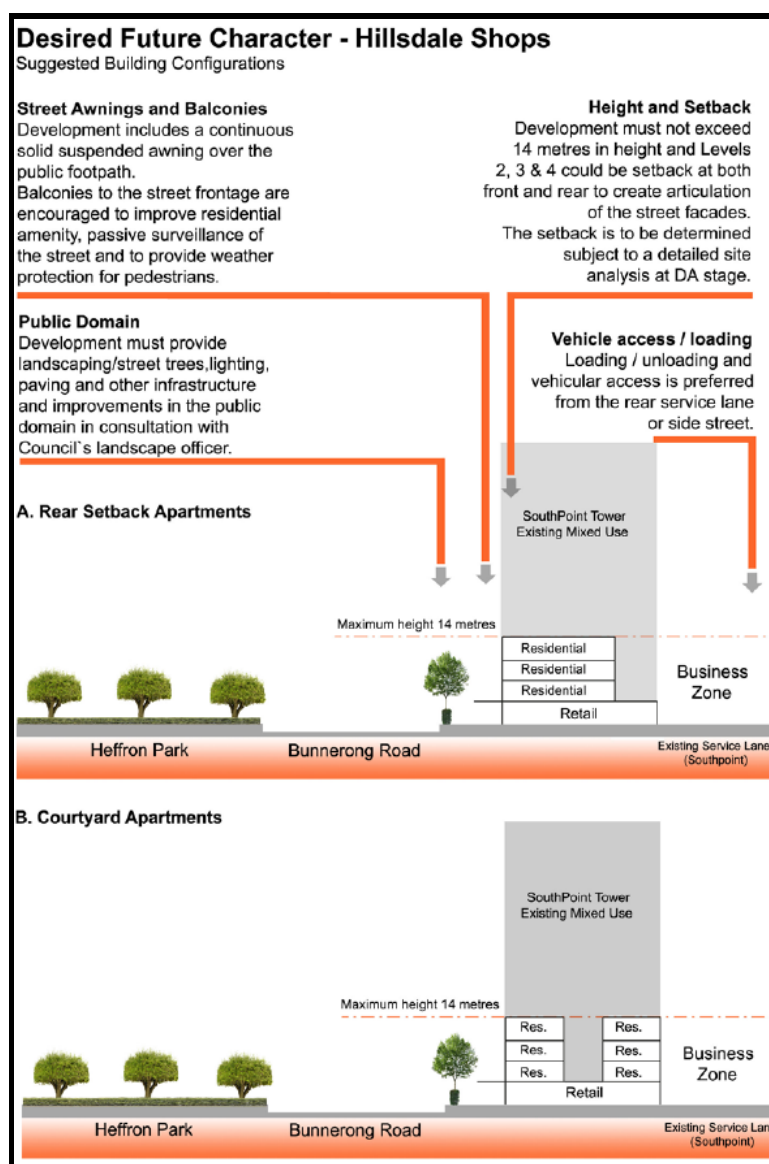 Desired Future Character - Hillsdale Shops
Suggested Building Configurations
Street Awnings and Balconies
Development includes a continuous
solid suspended awning over the
public footpath.
Balconies to the street frontage are
encouraged to improve residential
amenity, passive surveillance of
the street and to provide weather
protection for pedestrians.
Height and Setback
Development must not exceed
14 metres in height and Levels
2, 3 & 4 could be setback at both
front and rear to create articulation
of the street facades.
The setback is to be determined
subject to a detailed site
analysis at DA stage.
Public Domain
Development must provide
landscaping/street trees,lighting,
paving and other infrastructure
and improvements in the public
domain in consultation with
Council`s landscape officer.
Vehicle access / loading
Loading / unloading and
vehicular access is preferred
from the rear service lane
or side street.
A. Rear Setback Apartments
SouthPoint Tower
Existing Mixed Use
Maximum height 14 metres
Residential
Residential
Residential
Retail
Business
Zone
Heffron Park
Bunnerong Road
Existing Service Lane
(Southpoint)
B. Courtyard Apartments
SouthPoint Tower
Existing Mixed Use
Maximum height 14 metres
Res. Res.
Res. Res.
Res. Res.
Retail
Business
Zone
Heffron Park
Bunnerong Road
Existing Service Lan
(Southpoint)